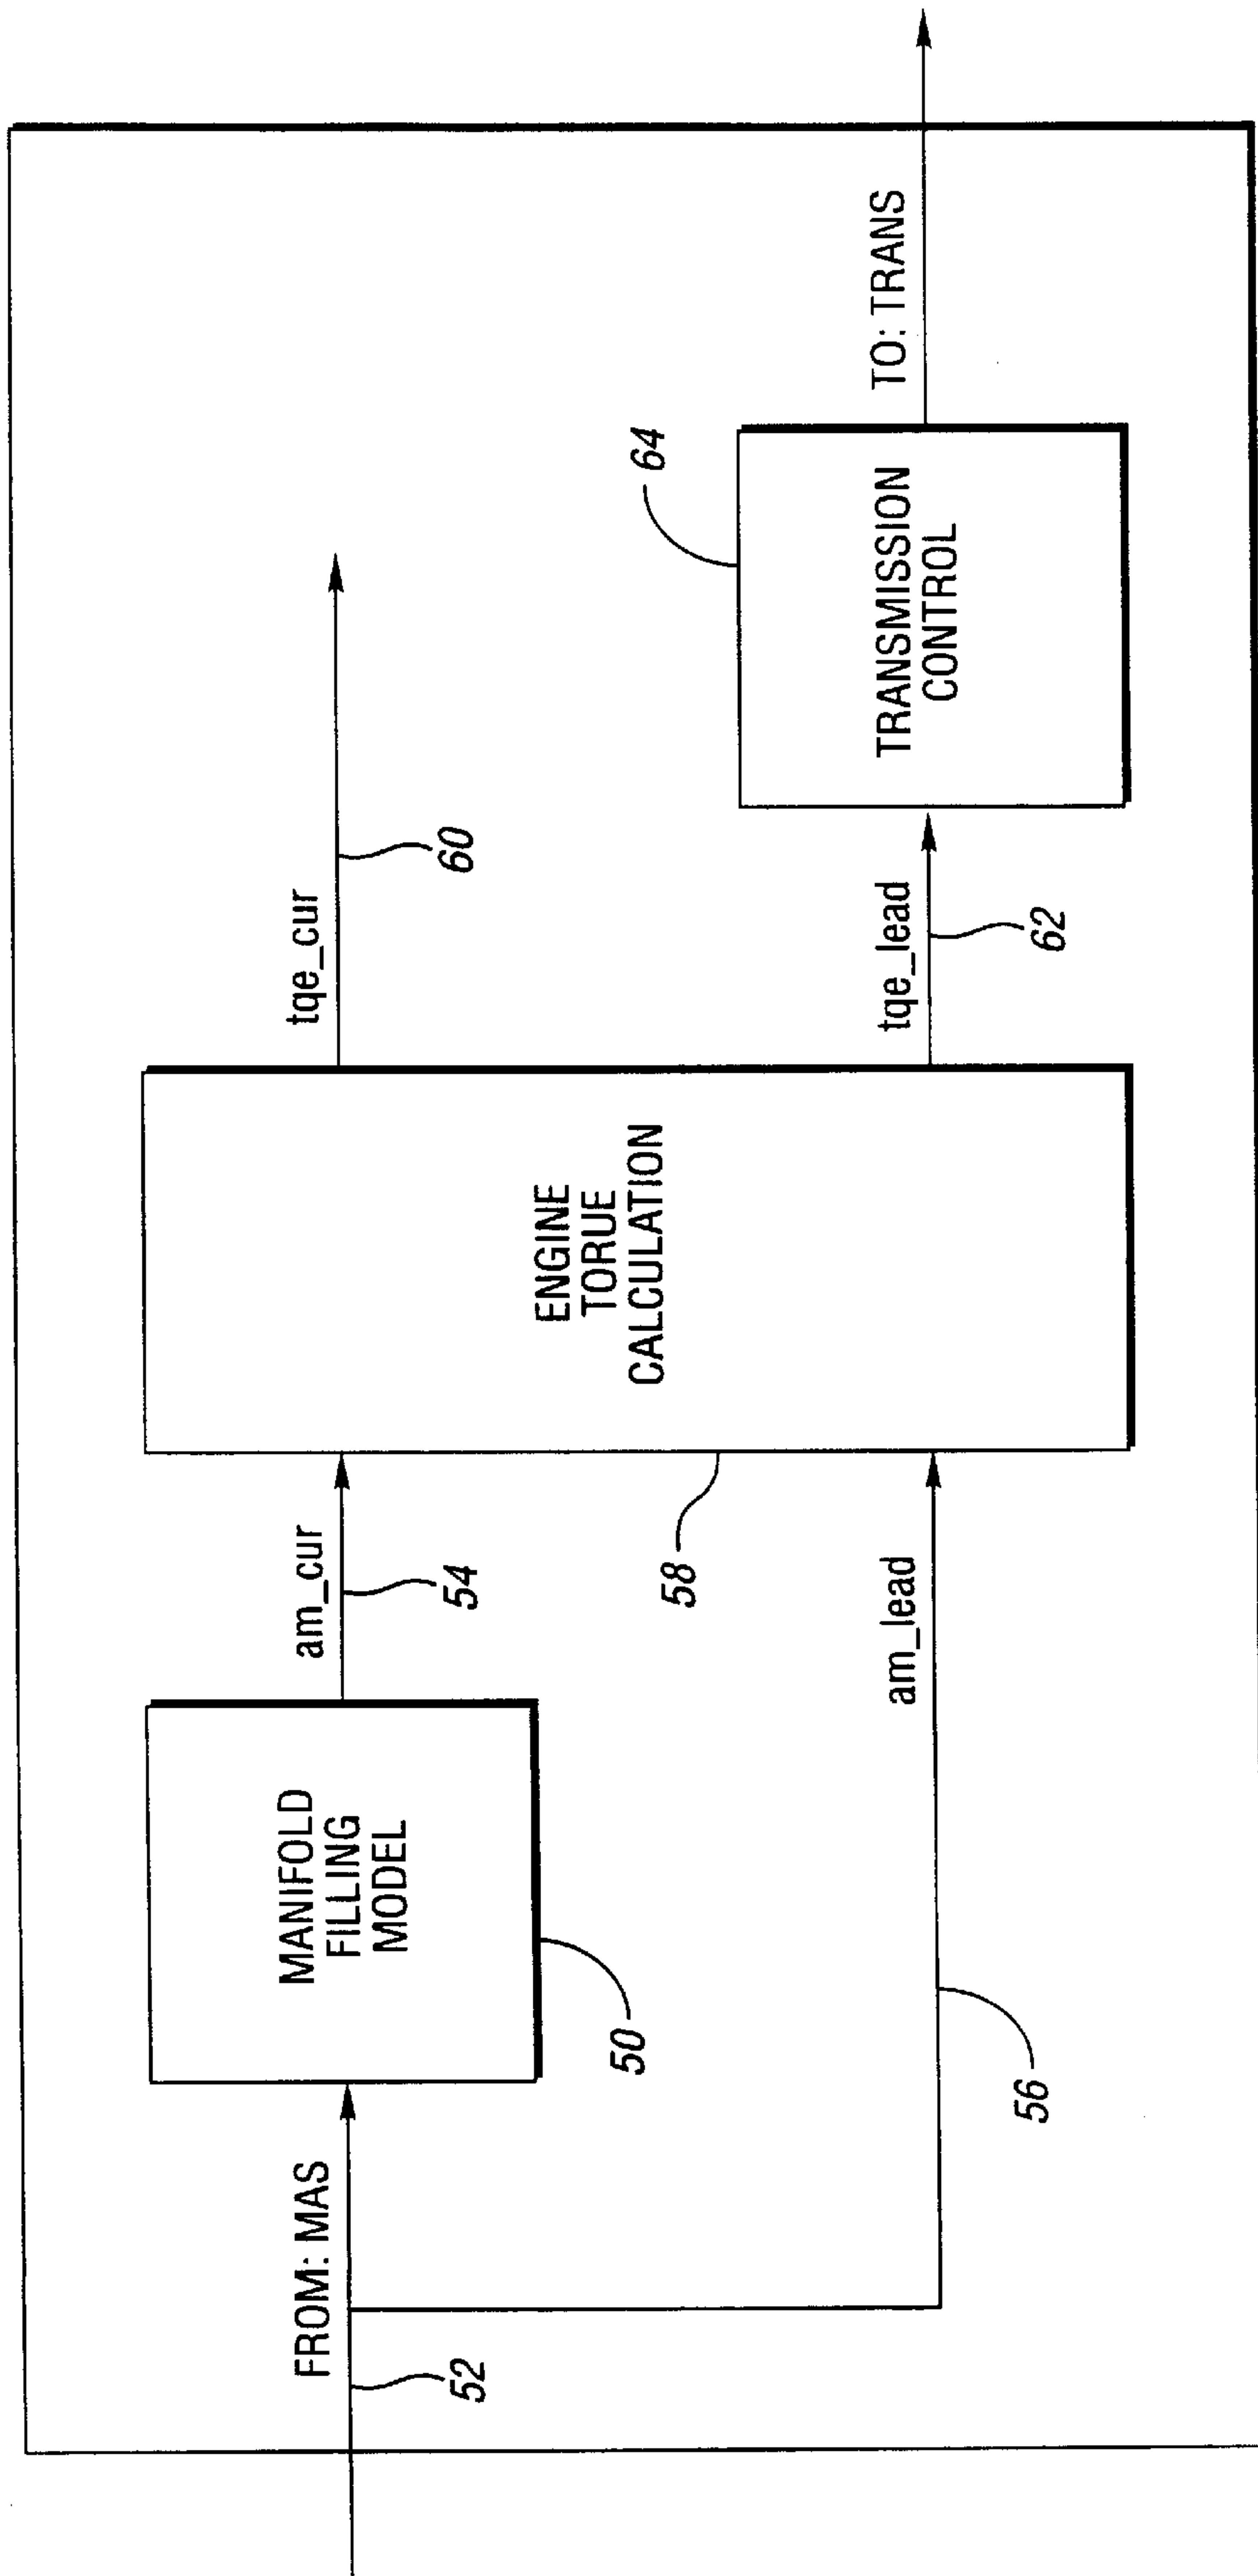 FROM: MAS
52
MANIFOLD
FILLING
MODEL
50
am_cur
54
56
am_lead
ENGINE
TORUE
CALCULATION
58
tqe_cur
60
tqe_lead
62
TRANSMISSION
CONTROL
64
TO: TRANS